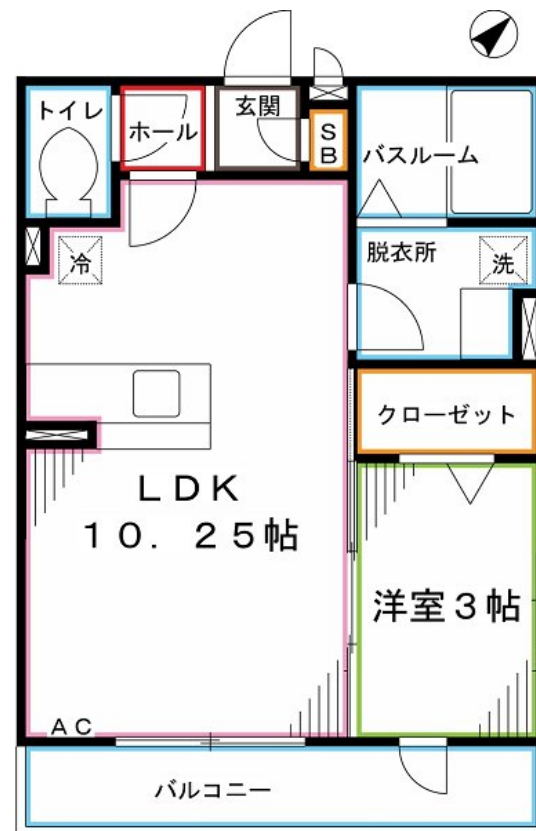 トイレ
ホール
玄関
SB
バスルーム
冷
脱衣所
洗
クローゼット
LDK
10. 25帖
洋室3帖
AC
バルコニー